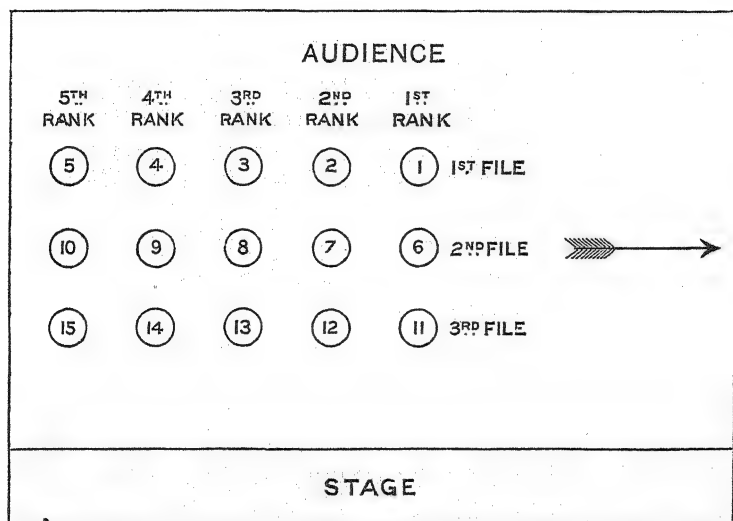 AUDIENCE
5TH 4TH 3RD 2ND 1ST
RANK RANK RANK RANK RANK
5 4 3 2 1 1ST FILE
10 9 8 7 6 2ND FILE
15 14 13 12 11 3RD FILE
STAGE